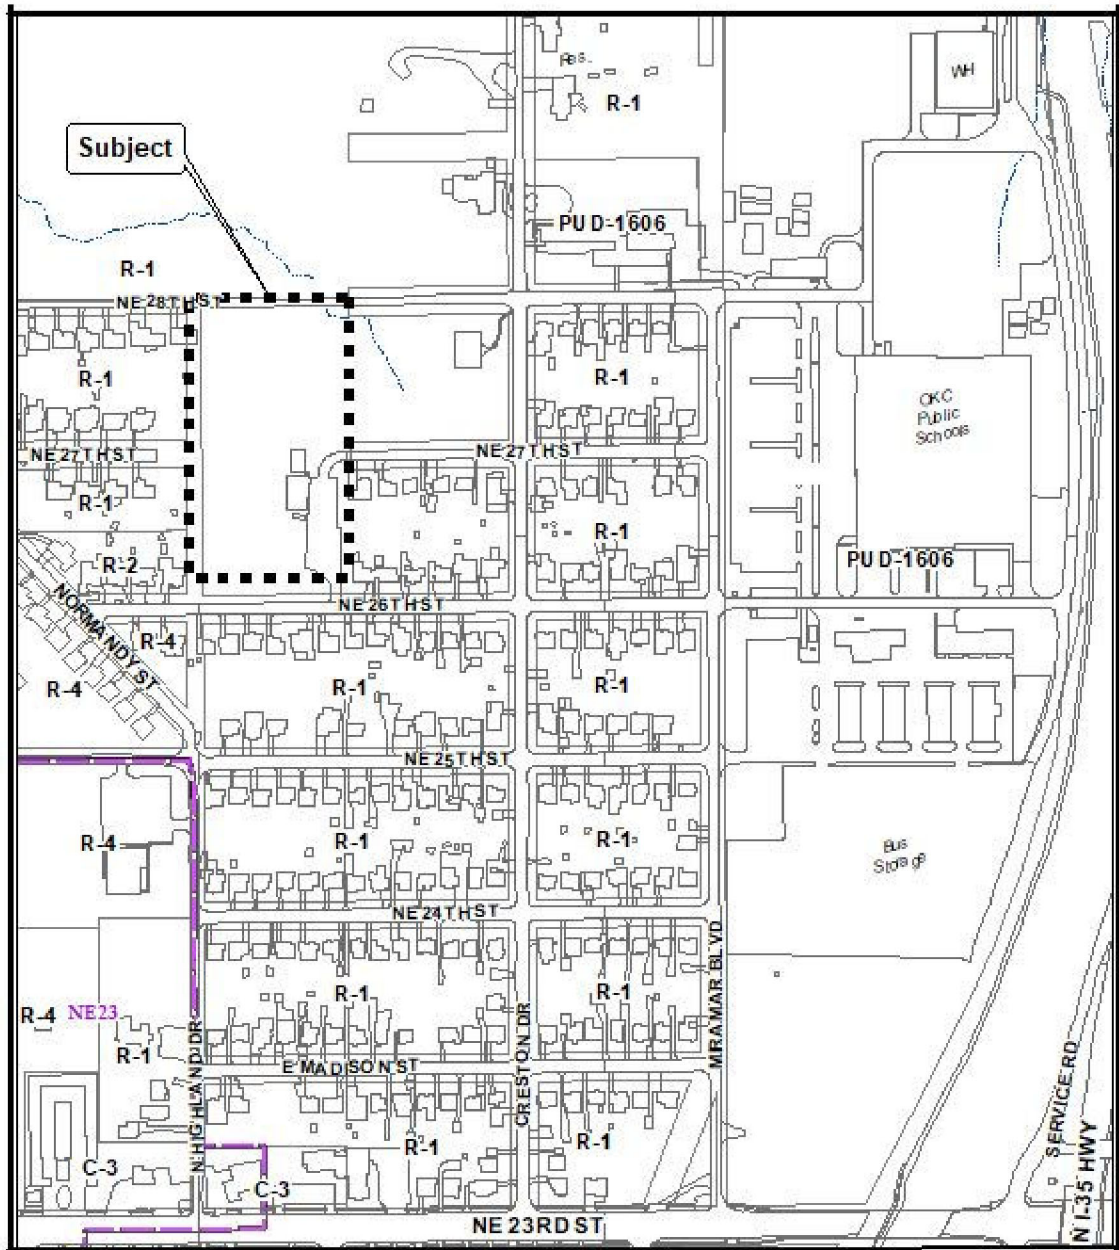 WH
Res.
R-1
Subject
PUD-1606
R-1
NE 28TH ST
R-1
R-1
OKC
Public
Schools
NE 27TH ST
NE 27TH ST
R-1
R-1
R-2
PUD-1606
NORMANDY ST
NE 26TH ST
R-4
R-4
R-1
R-1
NE 25TH ST
R-4
R-1
R-1
Bus
Storage
NE 24TH ST
MIRAMAR BLVD
R-4
NE23
R-1
R-1
R-1
N HIGHLAND DR
CRESTON DR
E MADISON ST
SERVICE RD
N I-35 HWY
R-1
R-1
C-3
C-3
NE 23RD ST